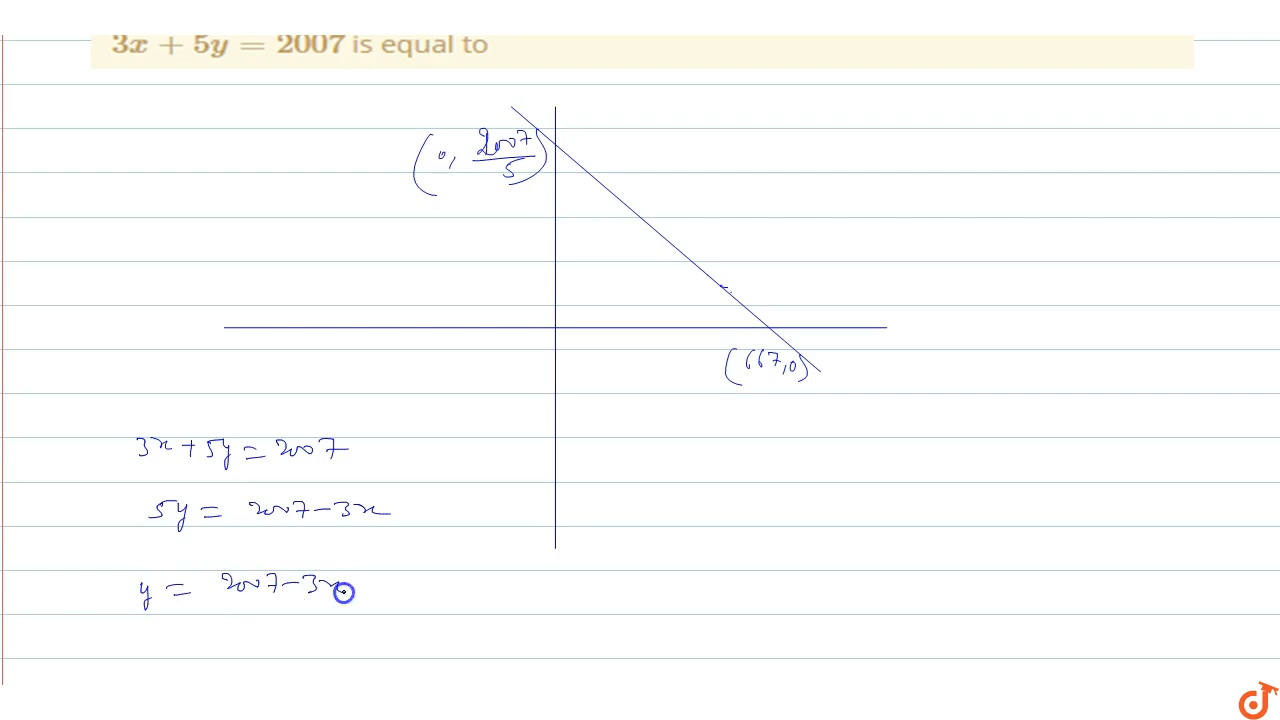 3x + 5y = 2007 is equal to
(0, 2007/5)
(667,0)
3x + 5y = 2007
5y = 2007 - 3x
y = 2007 - 3x